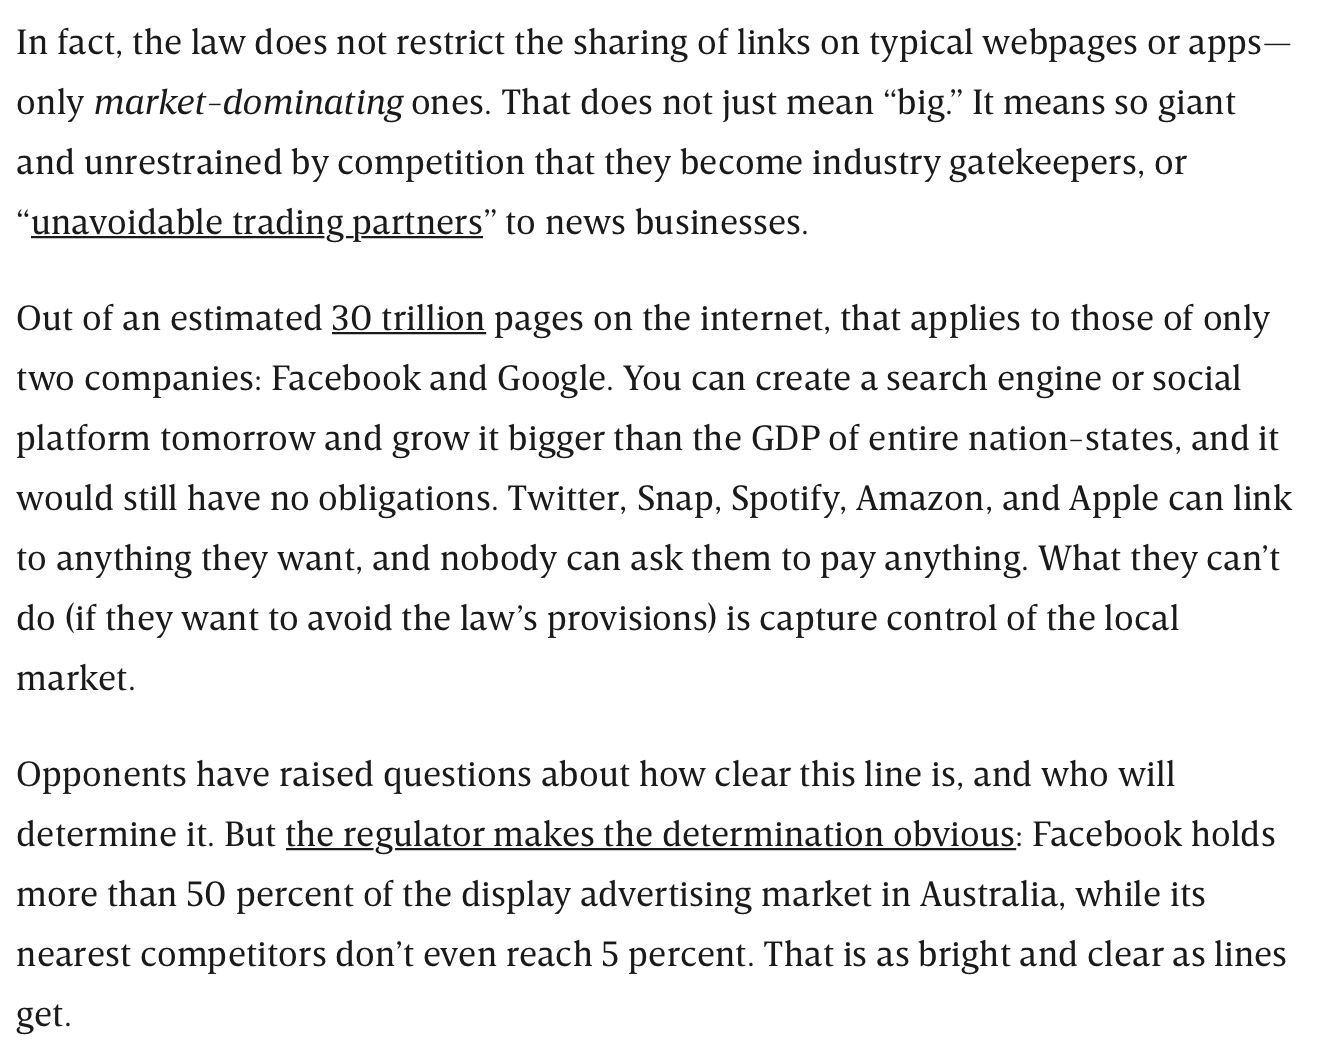 In fact, the law does not restrict the sharing of links on typical webpages or apps—
only market-dominating ones. That does not just mean “big.” It means so giant
and unrestrained by competition that they become industry gatekeepers, or
“unavoidable trading partners” to news businesses.
Out of an estimated 30 trillion pages on the internet, that applies to those of only
two companies: Facebook and Google. You can create a search engine or social
platform tomorrow and grow it bigger than the GDP of entire nation-states, and it
would still have no obligations. Twitter, Snap, Spotify, Amazon, and Apple can link
to anything they want, and nobody can ask them to pay anything. What they can’t
do (if they want to avoid the law’s provisions) is capture control of the local
market.
Opponents have raised questions about how clear this line is, and who will
determine it. But the regulator makes the determination obvious: Facebook holds
more than 50 percent of the display advertising market in Australia, while its
nearest competitors don’t even reach 5 percent. That is as bright and clear as lines
get.